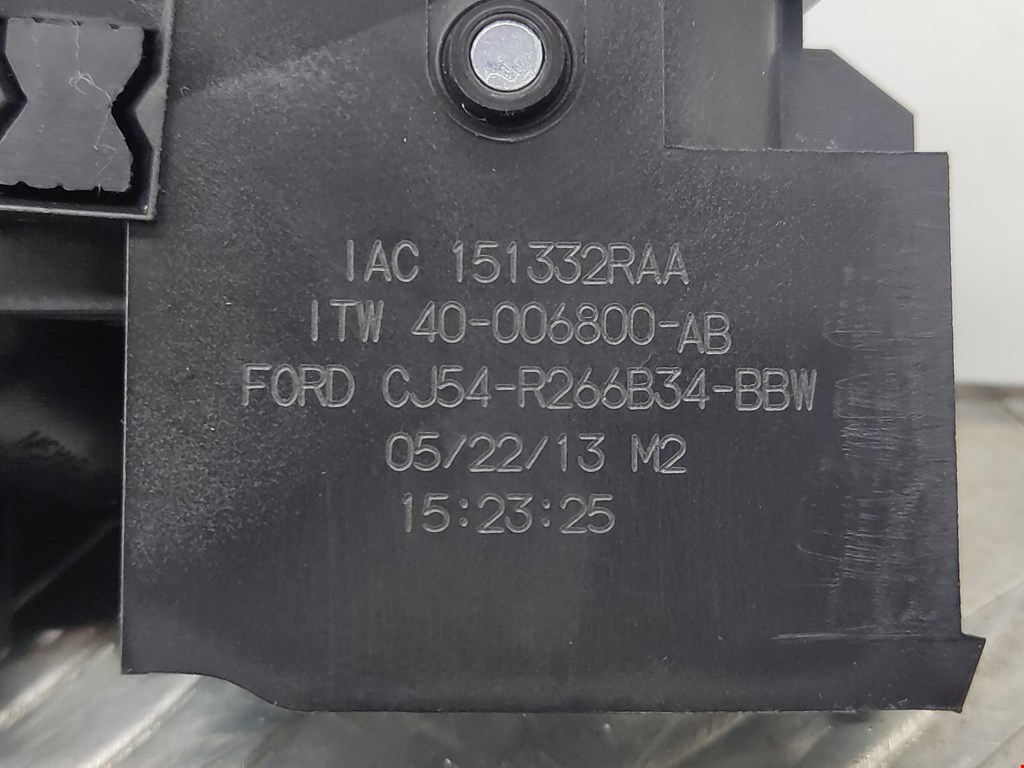 IAC 151332RAA
ITW 40-006800-AB
FORD CJ54-R266B34-BBW
05/22/13 M2
15:23:25